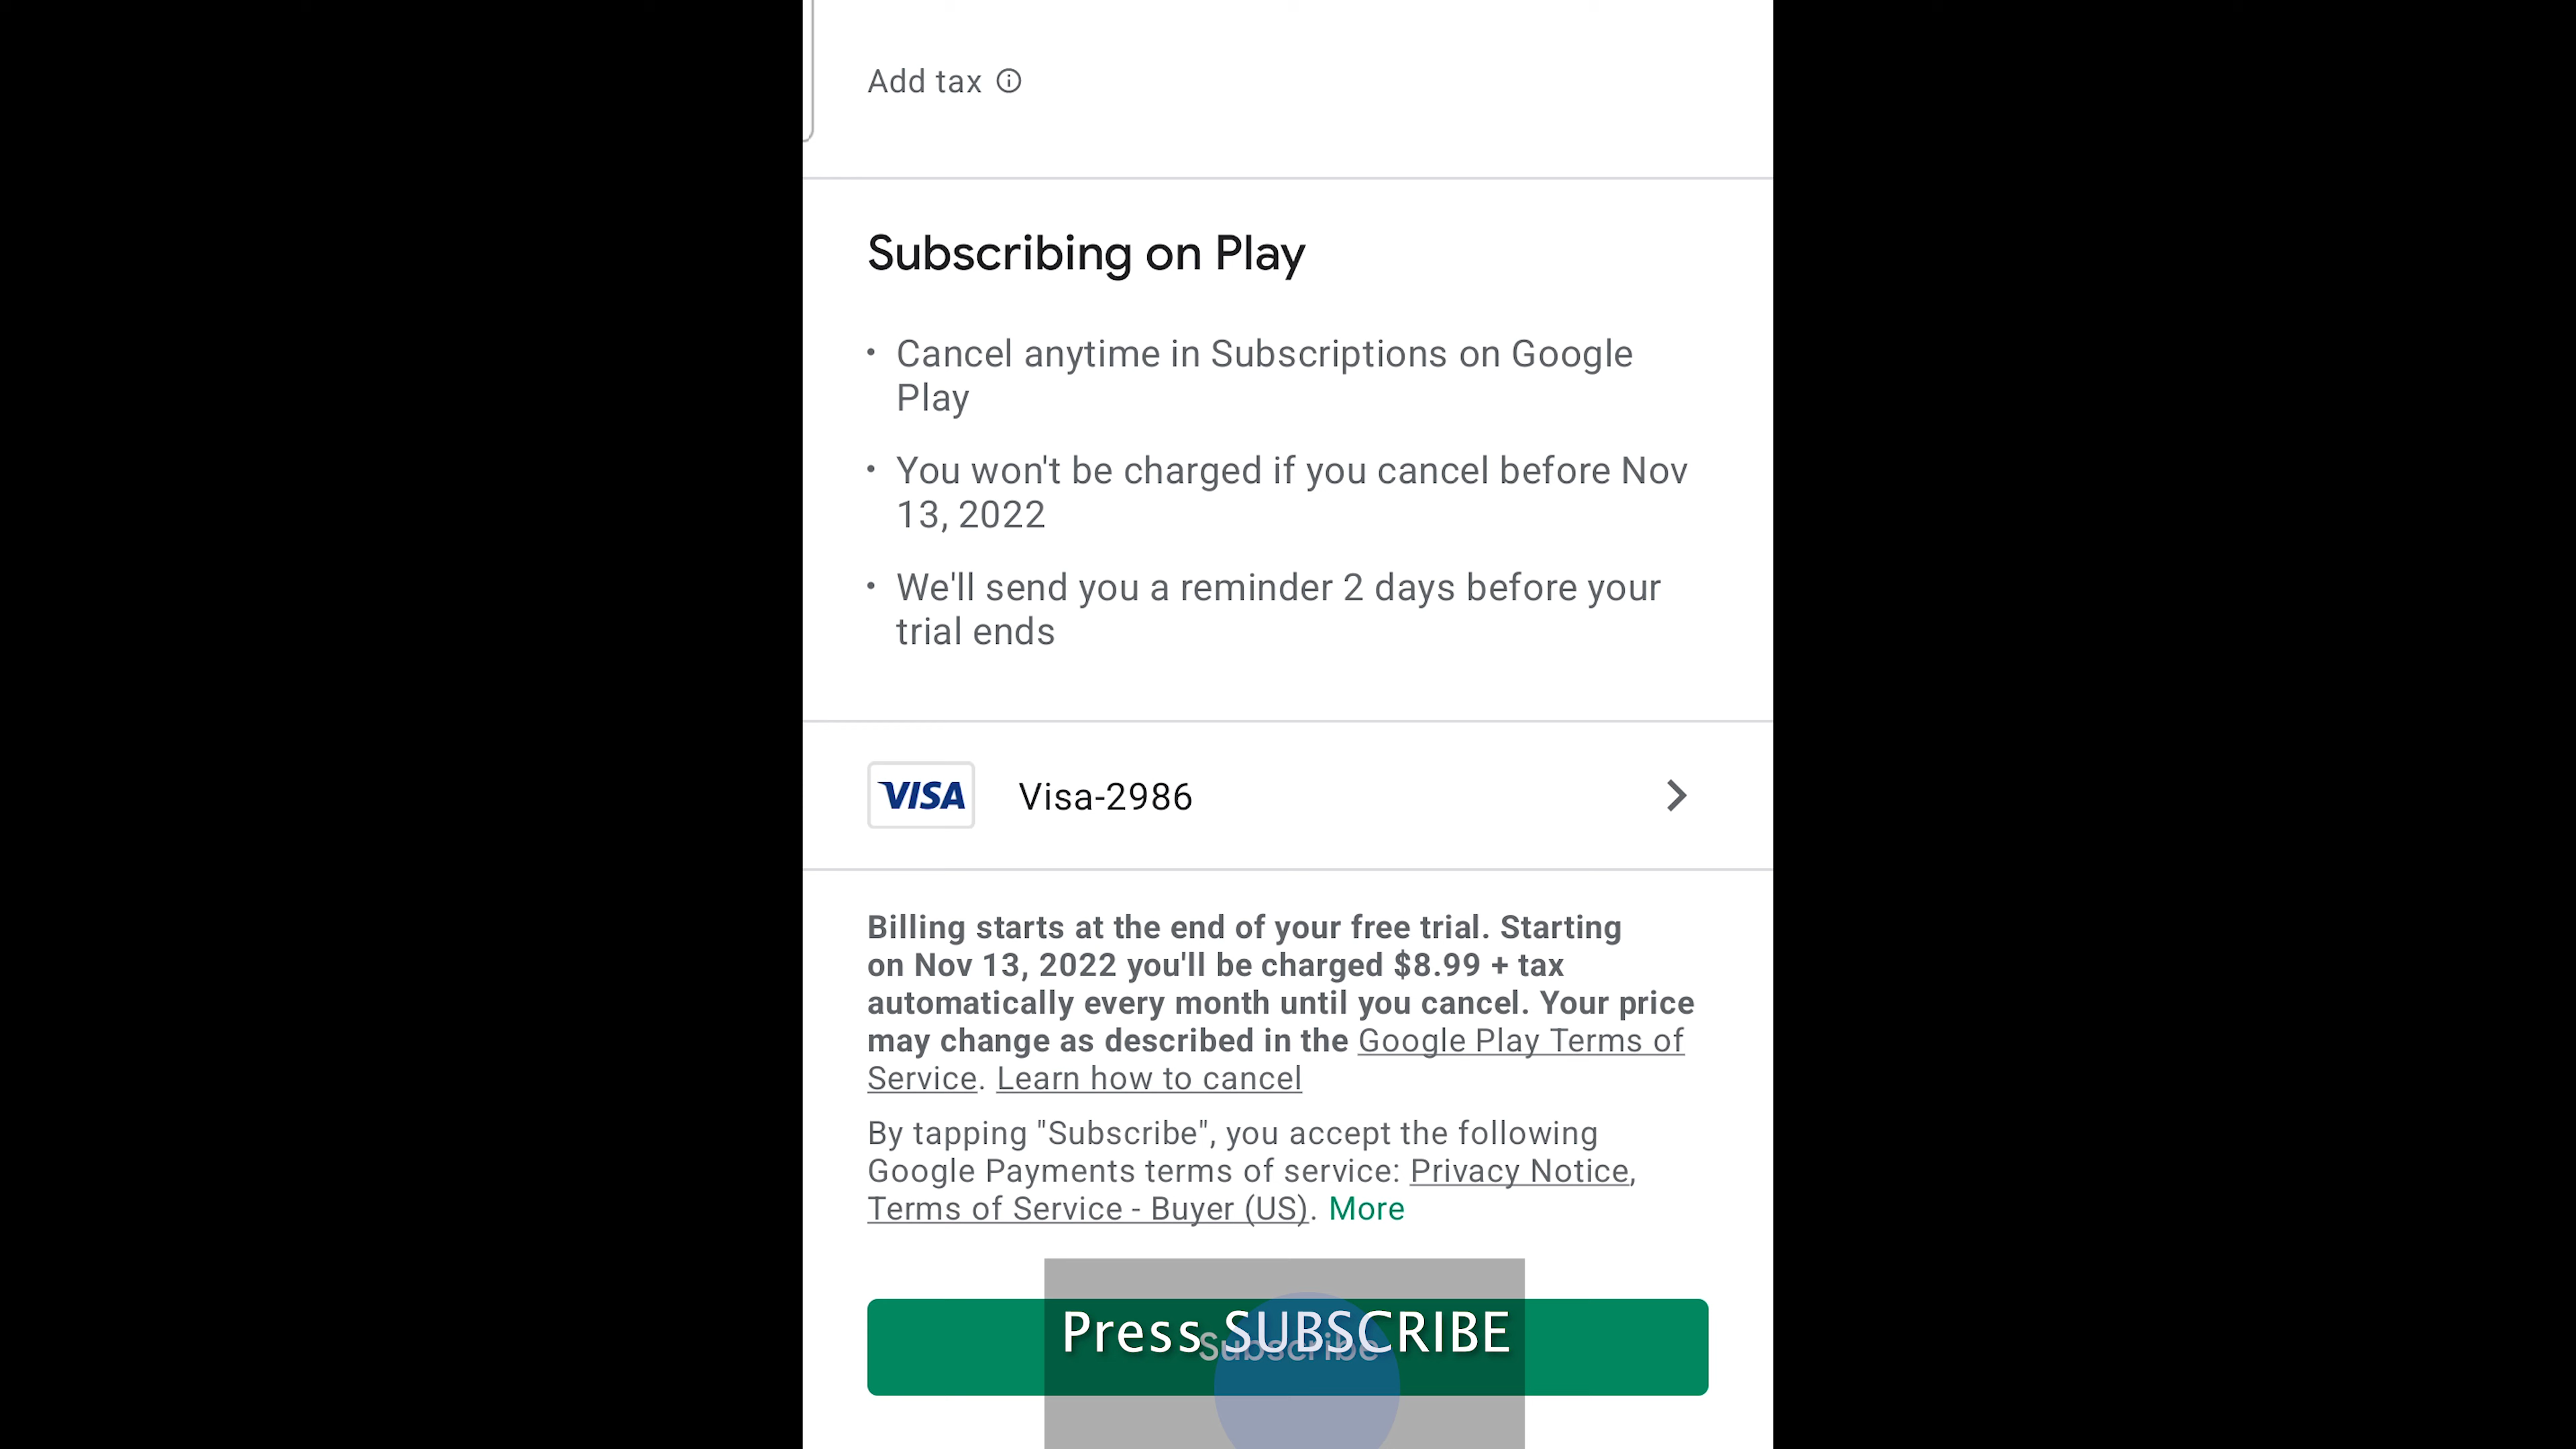 Add tax
Subscribing on Play
• Cancel anytime in Subscriptions on Google
Play
• You won't be charged if you cancel before Nov
13, 2022
• We'll send you a reminder 2 days before your
trial ends
VISA Visa-2986
Billing starts at the end of your free trial. Starting
on Nov 13, 2022 you'll be charged $8.99 + tax
automatically every month until you cancel. Your price
may change as described in the Google Play Terms of
Service. Learn how to cancel
By tapping "Subscribe", you accept the following
Google Payments terms of service: Privacy Notice,
Terms of Service - Buyer (US). More
Press SUBSCRIBE
Subscribe